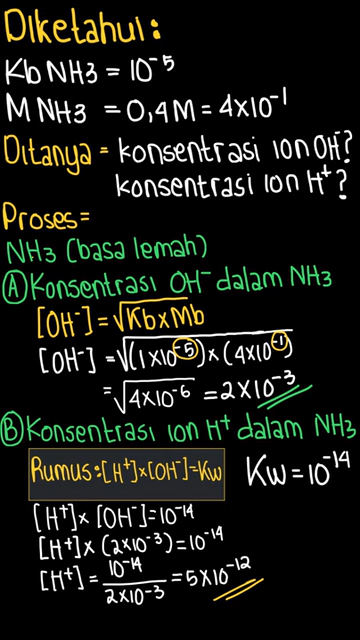 Diketahui:
Kb NH3 = 10⁻⁵
M NH3 = 0,4 M = 4x10⁻¹
Ditanya = konsentrasi ion OH⁻?
konsentrasi ion H⁺?
Proses=
NH3 (basa lemah)
Ⓐ Konsentrasi OH⁻ dalam NH3
[OH⁻] = √Kb x Mb
[OH⁻] = √(1x10⁻⁵) x (4x10⁻¹)
= √4x10⁻⁶ = 2x10⁻³
Ⓑ Konsentrasi ion H⁺ dalam NH3
Rumus: [H⁺] x [OH⁻] = Kw
Kw = 10⁻¹⁴
[H⁺] x [OH⁻] = 10⁻¹⁴
[H⁺] x (2x10⁻³) = 10⁻¹⁴
[H⁺] = 10⁻¹⁴ / 2x10⁻³ = 5x10⁻¹²